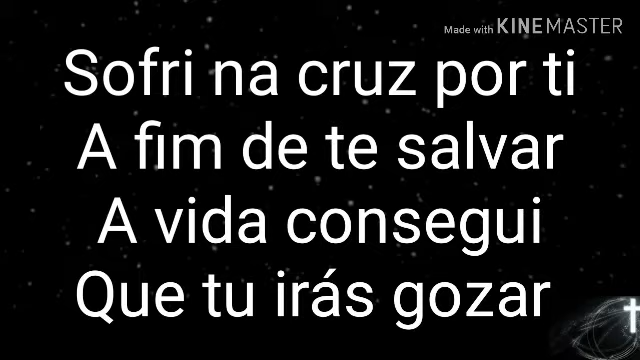 Made with KINEMASTER
Sofri na cruz por ti
A fim de te salvar
A vida consegui
Que tu irás gozar